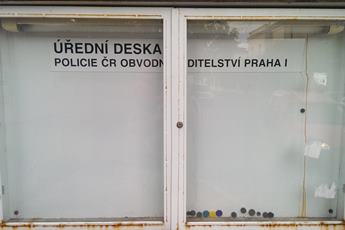 ÚŘEDNÍ DESKA
POLICIE ČR OBVODN DITELSTVÍ PRAHA I